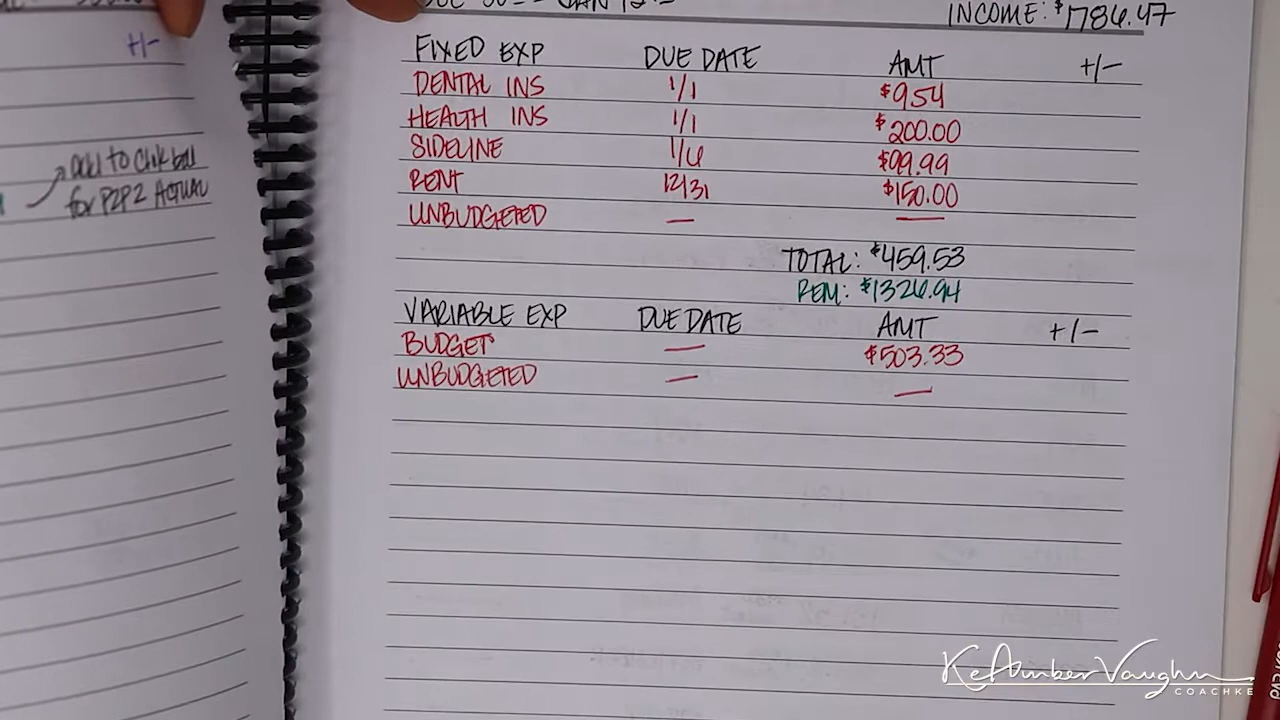 +/-
add to chk ball
for P2P2 ACTUAL
INCOME: $1786.47
FIXED EXP DUE DATE AMT +/-
DENTAL INS 1/1 $9.54
HEALTH INS 1/1 $200.00
SIDELINE 1/6 $99.99
RENT 12/31 $150.00
UNBUDGETED — —
TOTAL: $459.53
REM: $1326.94
VARIABLE EXP DUE DATE AMT +/-
BUDGET — $503.33
UNBUDGETED — —
KeAmber Vaughn
COACHKE